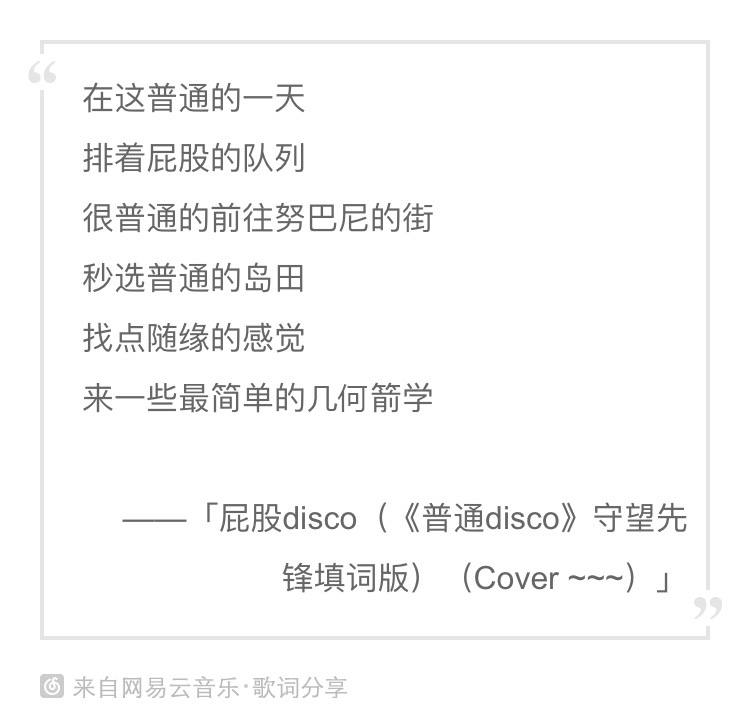 “
在这普通的一天
排着屁股的队列
很普通的前往努巴尼的街
秒选普通的岛田
找点随缘的感觉
来一些最简单的几何箭学
——「屁股disco（《普通disco》守望先
锋填词版）（Cover ~~~）」
”
来自网易云音乐·歌词分享